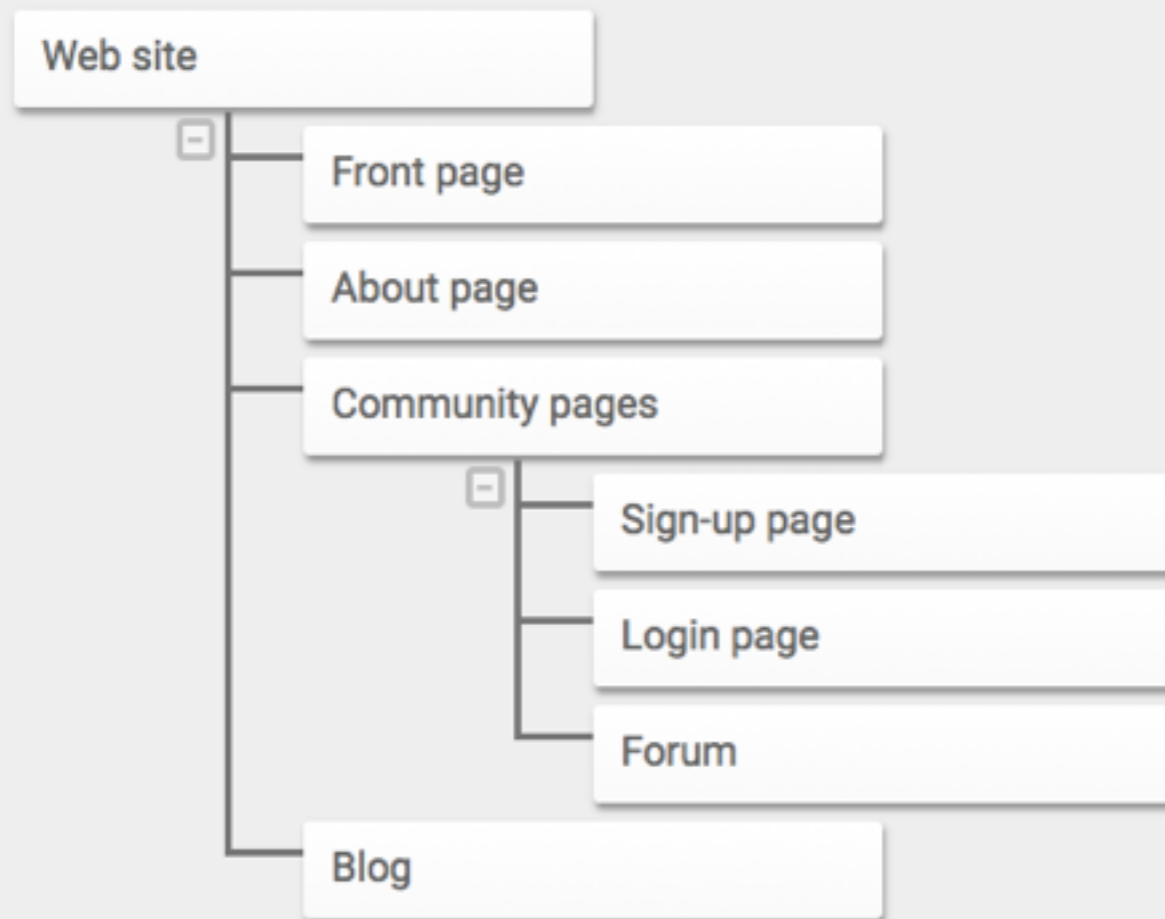 Web site
Front page
About page
Community pages
Sign-up page
Login page
Forum
Blog